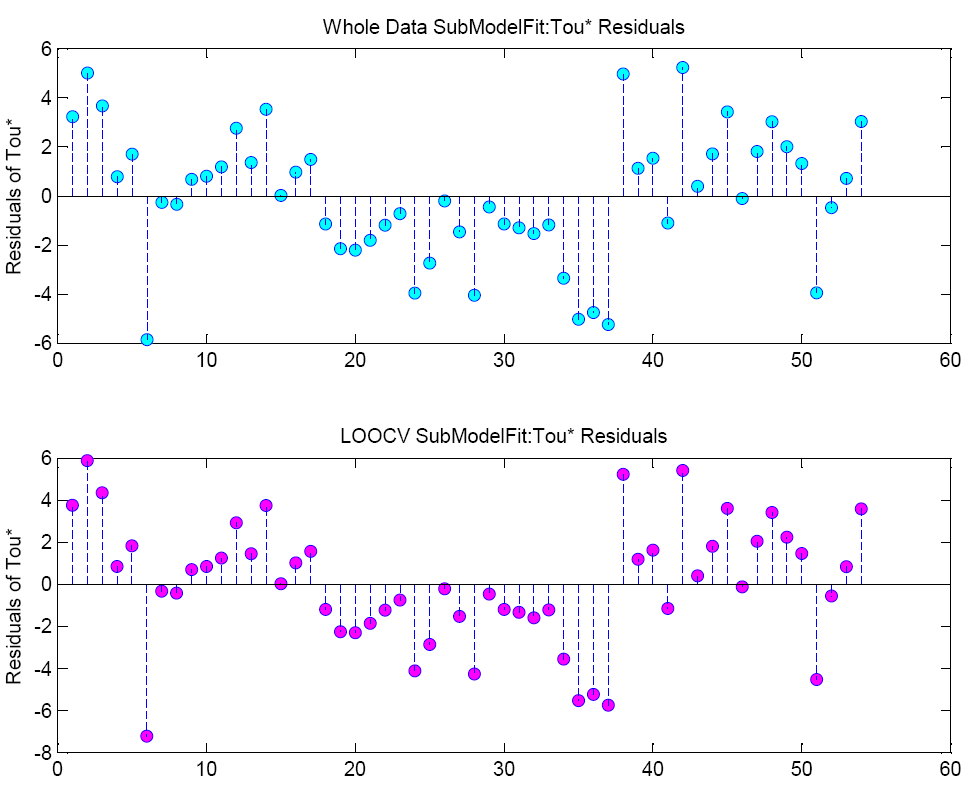 Whole Data SubModelFit:Tou* Residuals
6
4
2
0
-2
-4
-6
Residuals of Tou*
0 10 20 30 40 50 60
LOOCV SubModelFit:Tou* Residuals
6
4
2
0
-2
-4
-6
-8
Residuals of Tou*
0 10 20 30 40 50 60